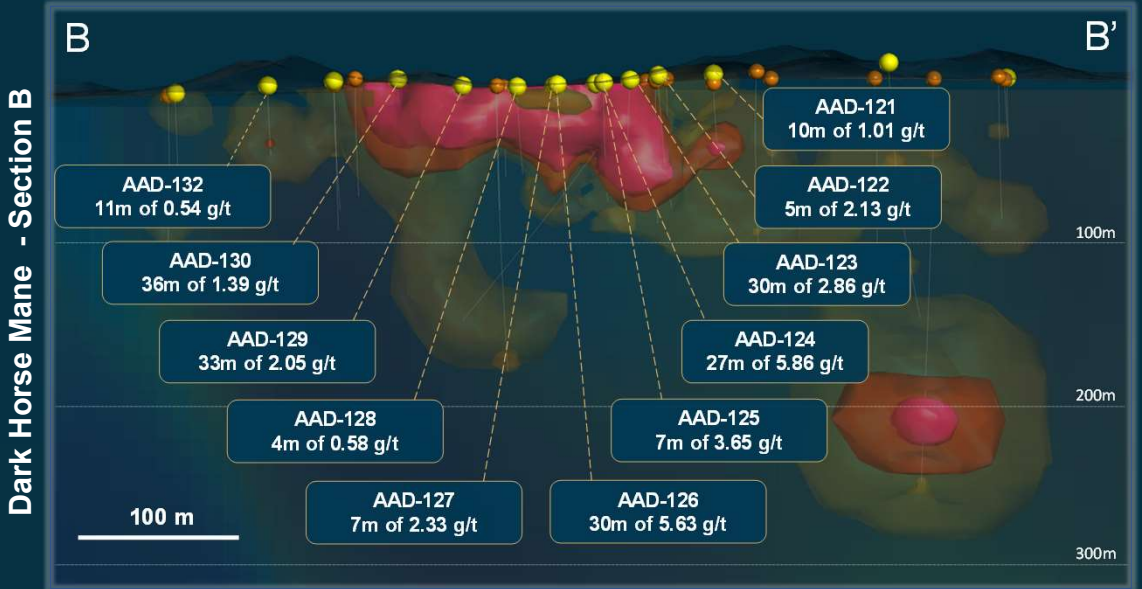 Dark Horse Mane - Section B
B
B'
AAD-121
10m of 1.01 g/t
AAD-132
11m of 0.54 g/t
AAD-122
5m of 2.13 g/t
100m
AAD-130
36m of 1.39 g/t
AAD-123
30m of 2.86 g/t
AAD-129
33m of 2.05 g/t
AAD-124
27m of 5.86 g/t
200m
AAD-128
4m of 0.58 g/t
AAD-125
7m of 3.65 g/t
AAD-127
7m of 2.33 g/t
AAD-126
30m of 5.63 g/t
100 m
300m